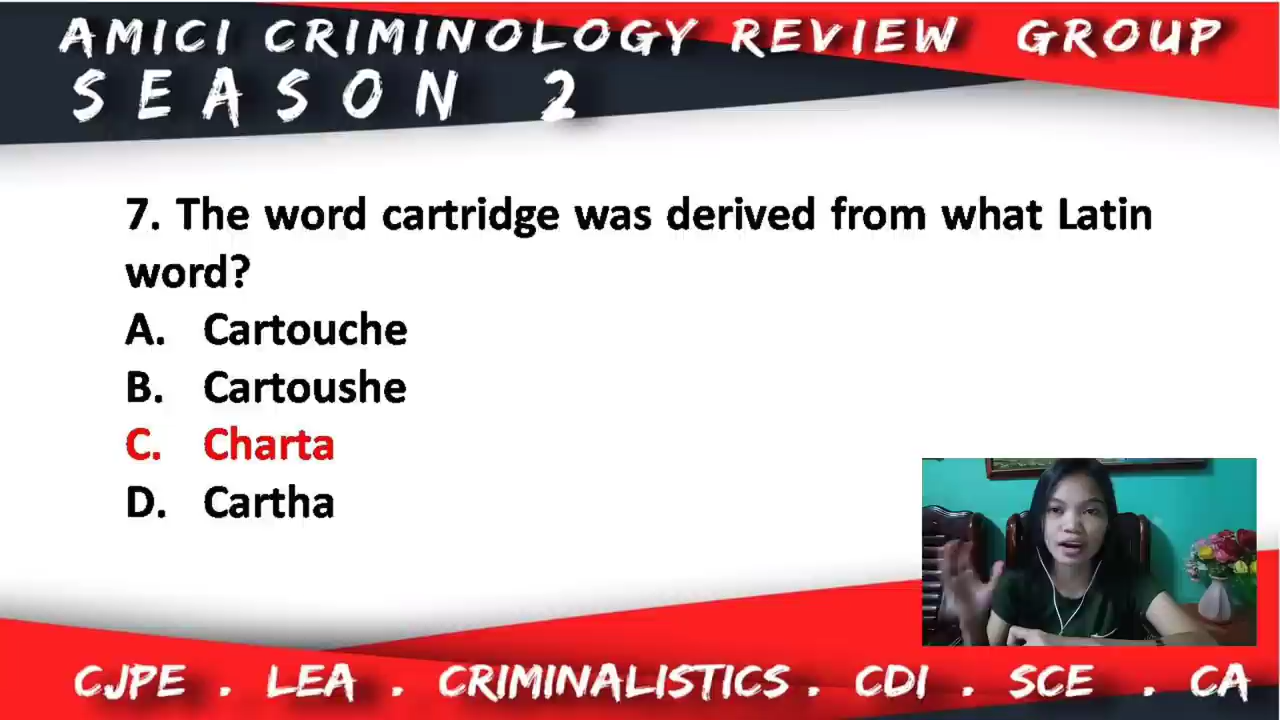 AMICI CRIMINOLOGY REVIEW GROUP
SEASON 2
7. The word cartridge was derived from what Latin
word?
A. Cartouche
B. Cartoushe
C. Charta
D. Cartha
CJPE . LEA . CRIMINALISTICS . CDI . SCE . CA